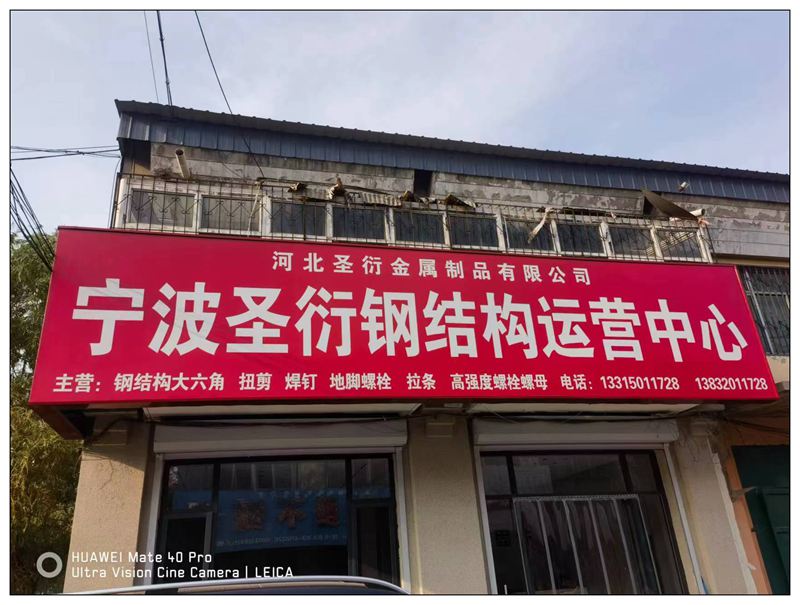 河北圣衍金属制品有限公司
宁波圣衍钢结构运营中心
主营：钢结构大六角 扭剪 焊钉 地脚螺栓 拉条 高强度螺栓螺母 电话：13315011728 13832011728
HUAWEI Mate 40 Pro
Ultra Vision Cine Camera | LEICA